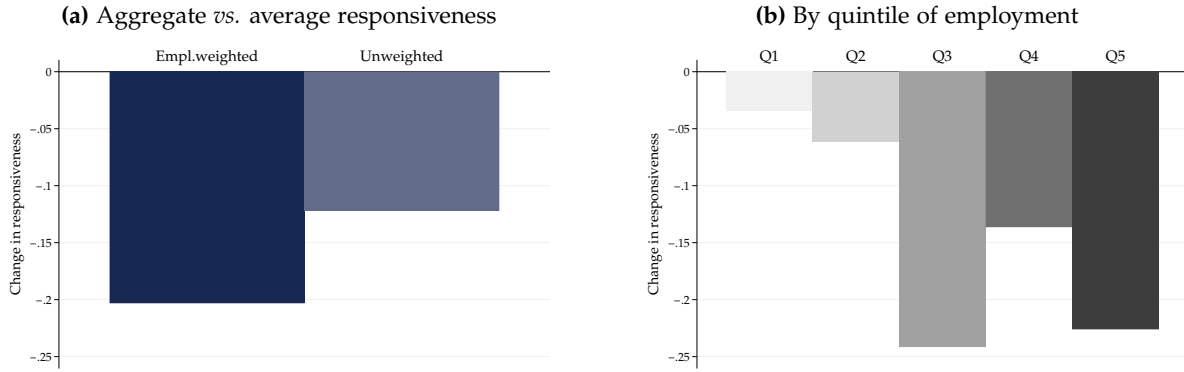 (a) Aggregate vs. average responsiveness
Empl.weighted Unweighted
0
−.05
−.1
−.15
−.2
−.25
Change in responsiveness
(b) By quintile of employment
Q1 Q2 Q3 Q4 Q5
0
−.05
−.1
−.15
−.2
−.25
Change in responsiveness